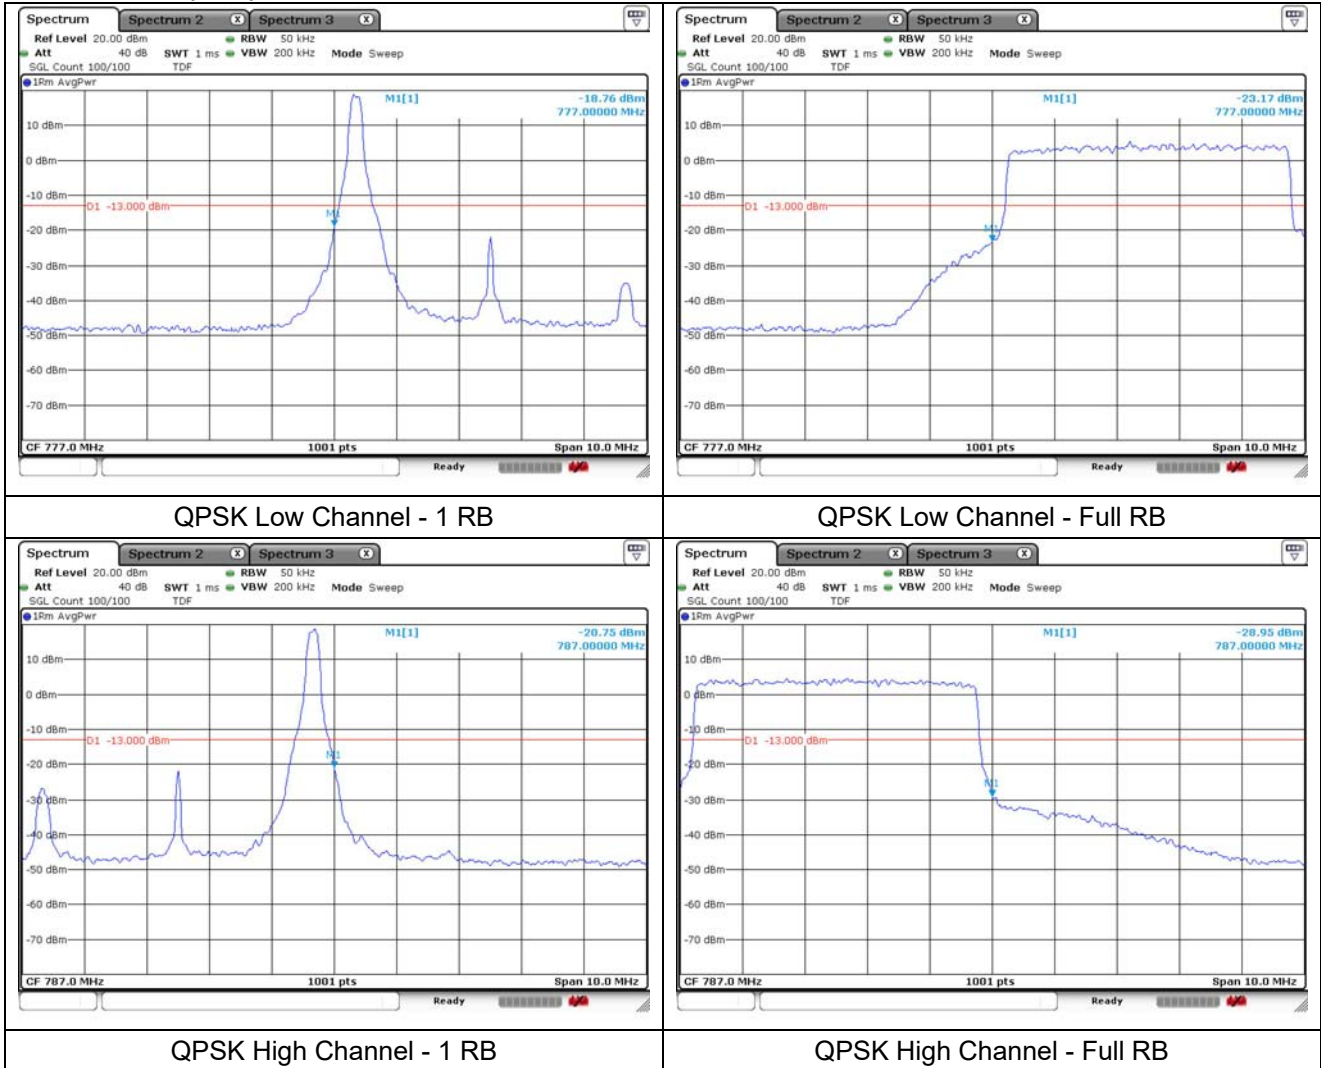 Spectrum Spectrum 2 X Spectrum 3 X
Ref Level 20.00 dBm RBW 50 kHz
Att 40 dB SWT 1 ms VBW 200 kHz Mode Sweep
SGL Count 100/100 TDF
1Rm AvgPwr
M1[1] -18.76 dBm
777.00000 MHz
10 dBm
0 dBm
-10 dBm
D1 -13.000 dBm
M1
-20 dBm
-30 dBm
-40 dBm
-50 dBm
-60 dBm
-70 dBm
CF 777.0 MHz 1001 pts Span 10.0 MHz
Ready
QPSK Low Channel - 1 RB
Spectrum Spectrum 2 X Spectrum 3 X
Ref Level 20.00 dBm RBW 50 kHz
Att 40 dB SWT 1 ms VBW 200 kHz Mode Sweep
SGL Count 100/100 TDF
1Rm AvgPwr
M1[1] -23.17 dBm
777.00000 MHz
10 dBm
0 dBm
-10 dBm
D1 -13.000 dBm
M1
-20 dBm
-30 dBm
-40 dBm
-50 dBm
-60 dBm
-70 dBm
CF 777.0 MHz 1001 pts Span 10.0 MHz
Ready
QPSK Low Channel - Full RB
Spectrum Spectrum 2 X Spectrum 3 X
Ref Level 20.00 dBm RBW 50 kHz
Att 40 dB SWT 1 ms VBW 200 kHz Mode Sweep
SGL Count 100/100 TDF
1Rm AvgPwr
M1[1] -20.75 dBm
787.00000 MHz
10 dBm
0 dBm
-10 dBm
D1 -13.000 dBm
M1
-20 dBm
-30 dBm
-40 dBm
-50 dBm
-60 dBm
-70 dBm
CF 787.0 MHz 1001 pts Span 10.0 MHz
Ready
QPSK High Channel - 1 RB
Spectrum Spectrum 2 X Spectrum 3 X
Ref Level 20.00 dBm RBW 50 kHz
Att 40 dB SWT 1 ms VBW 200 kHz Mode Sweep
SGL Count 100/100 TDF
1Rm AvgPwr
M1[1] -28.95 dBm
787.00000 MHz
10 dBm
0 dBm
-10 dBm
D1 -13.000 dBm
-20 dBm
M1
-30 dBm
-40 dBm
-50 dBm
-60 dBm
-70 dBm
CF 787.0 MHz 1001 pts Span 10.0 MHz
Ready
QPSK High Channel - Full RB